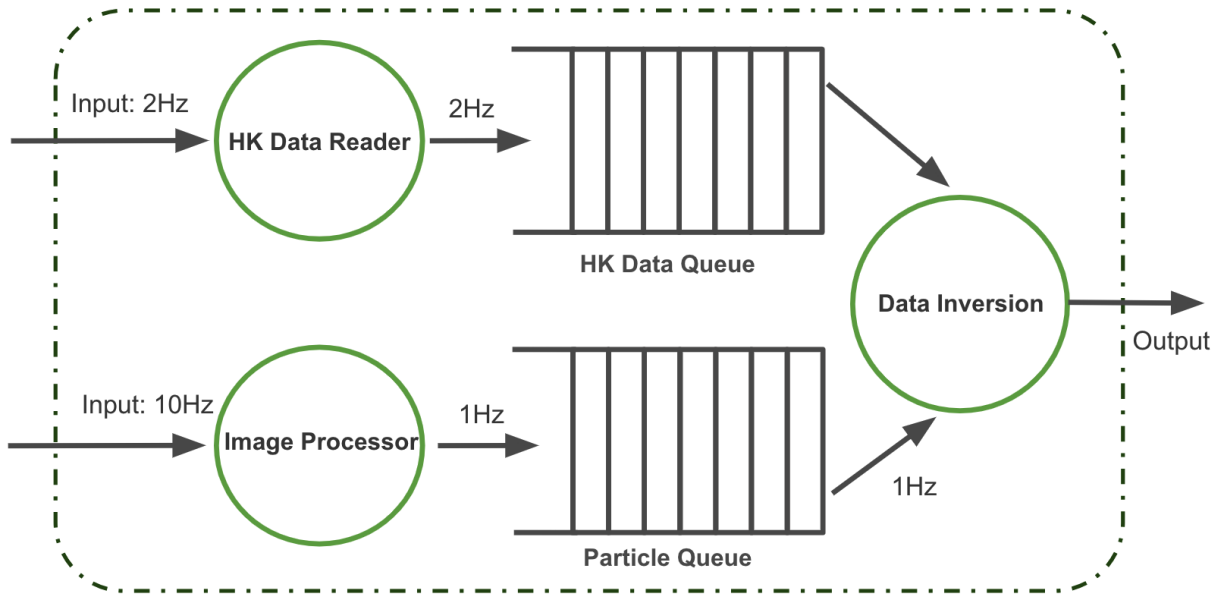 Input: 2Hz
HK Data Reader
2Hz
HK Data Queue
Data Inversion
Output
Input: 10Hz
Image Processor
1Hz
Particle Queue
1Hz